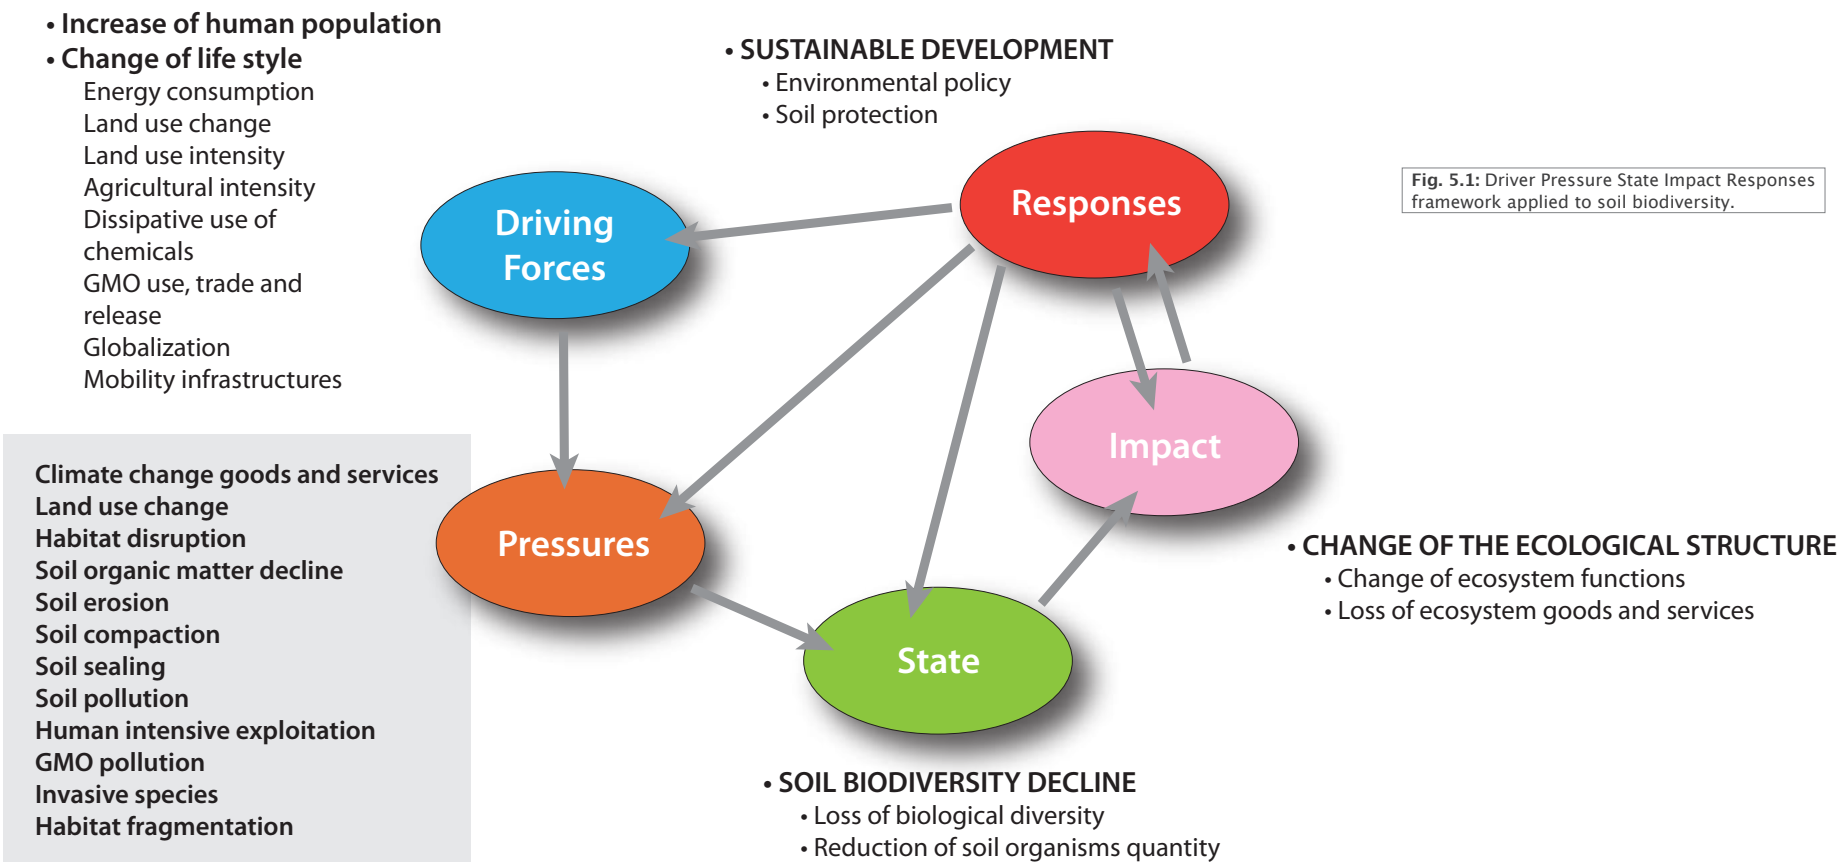 • Increase of human population
• Change of life style
Energy consumption
Land use change
Land use intensity
Agricultural intensity
Dissipative use of
chemicals
GMO use, trade and
release
Globalization
Mobility infrastructures
• SUSTAINABLE DEVELOPMENT
• Environmental policy
• Soil protection
Responses
Fig. 5.1: Driver Pressure State Impact Responses
framework applied to soil biodiversity.
Driving
Forces
Impact
Climate change goods and services
Land use change
Habitat disruption
Soil organic matter decline
Soil erosion
Soil compaction
Soil sealing
Soil pollution
Human intensive exploitation
GMO pollution
Invasive species
Habitat fragmentation
Pressures
• CHANGE OF THE ECOLOGICAL STRUCTURE
• Change of ecosystem functions
• Loss of ecosystem goods and services
State
• SOIL BIODIVERSITY DECLINE
• Loss of biological diversity
• Reduction of soil organisms quantity